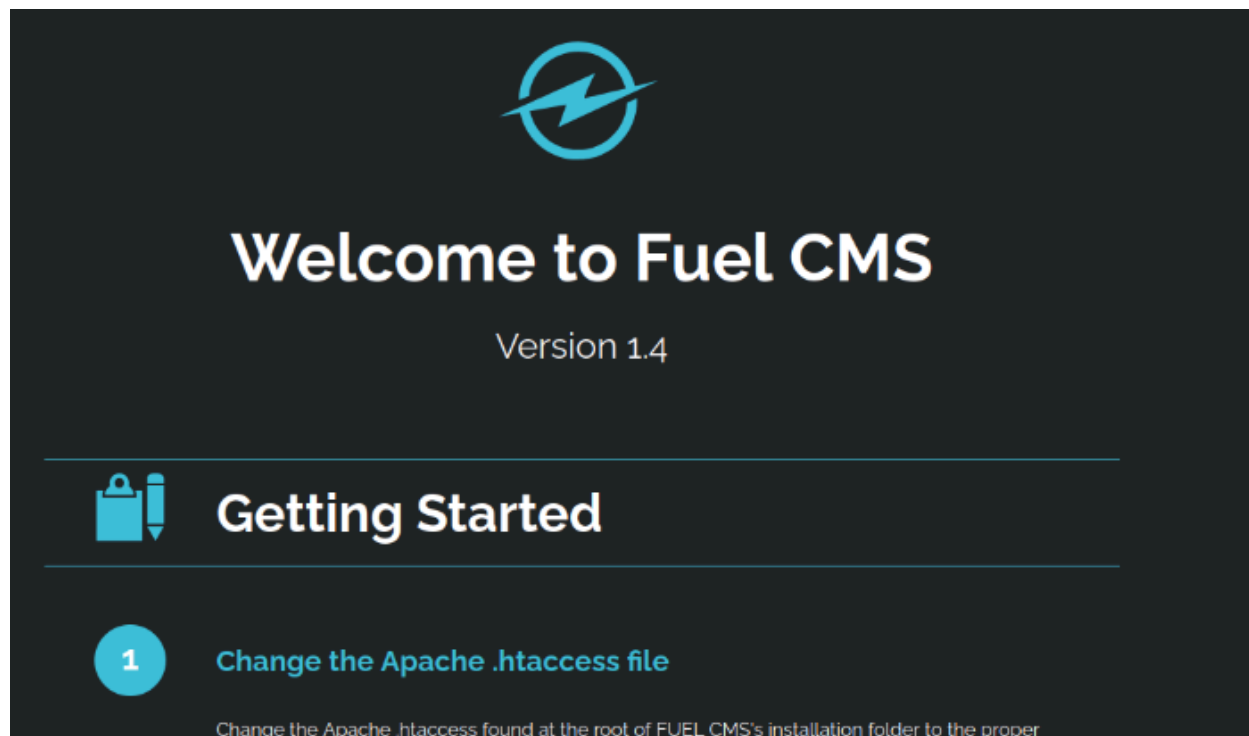 Welcome to Fuel CMS
Version 1.4
Getting Started
1
Change the Apache .htaccess file
Change the Apache .htaccess found at the root of FUEL CMS's installation folder to the proper